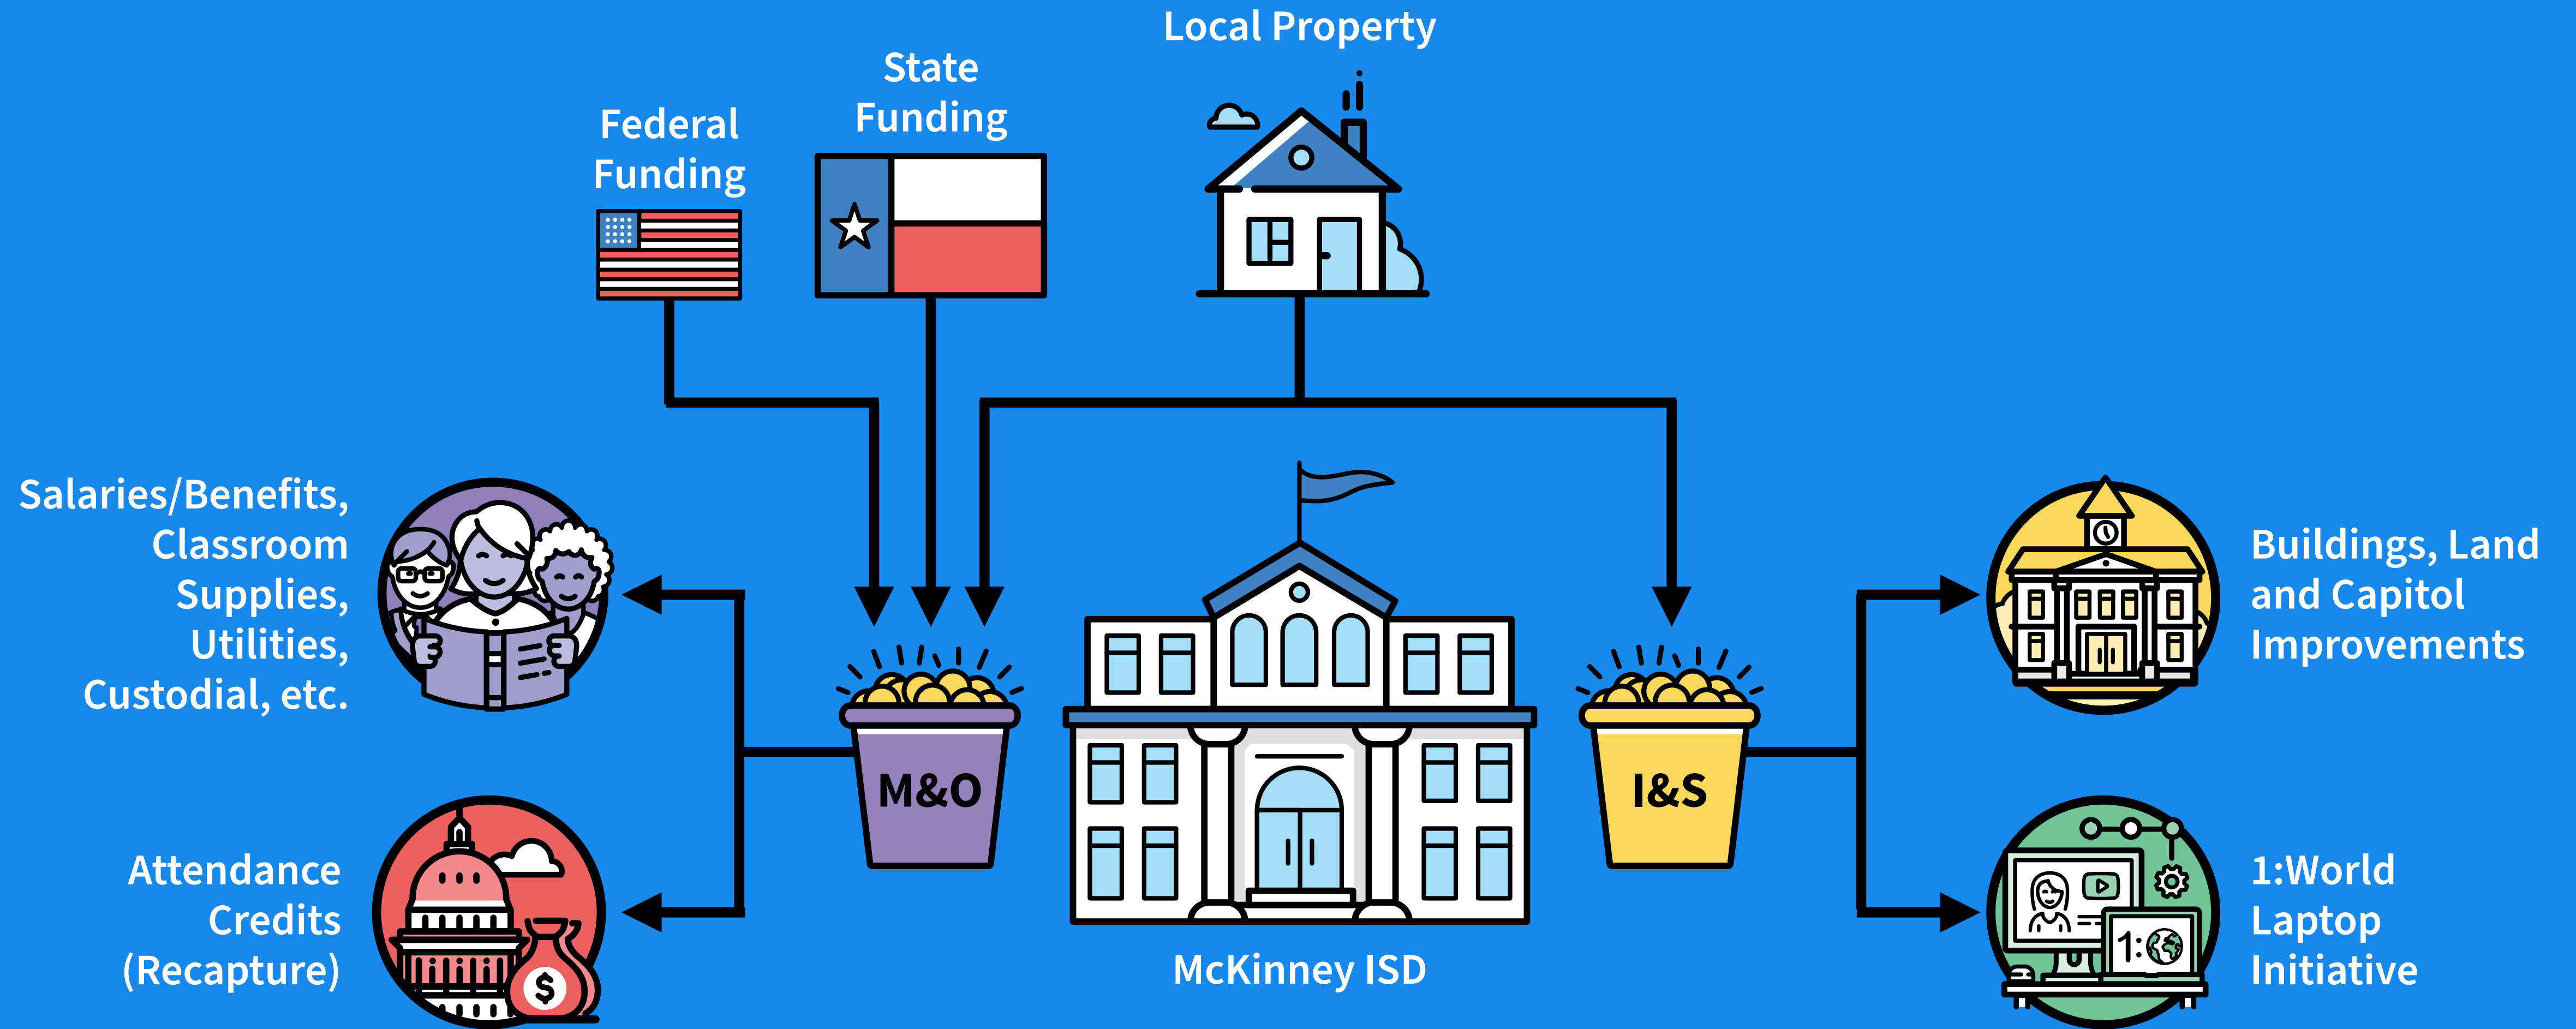 Local Property
State
Funding
Federal
Funding
Salaries/Benefits,
Classroom
Supplies,
Utilities,
Custodial, etc.
Buildings, Land
and Capitol
Improvements
M&O
I&S
Attendance
Credits
(Recapture)
$
McKinney ISD
1:
1:World
Laptop
Initiative